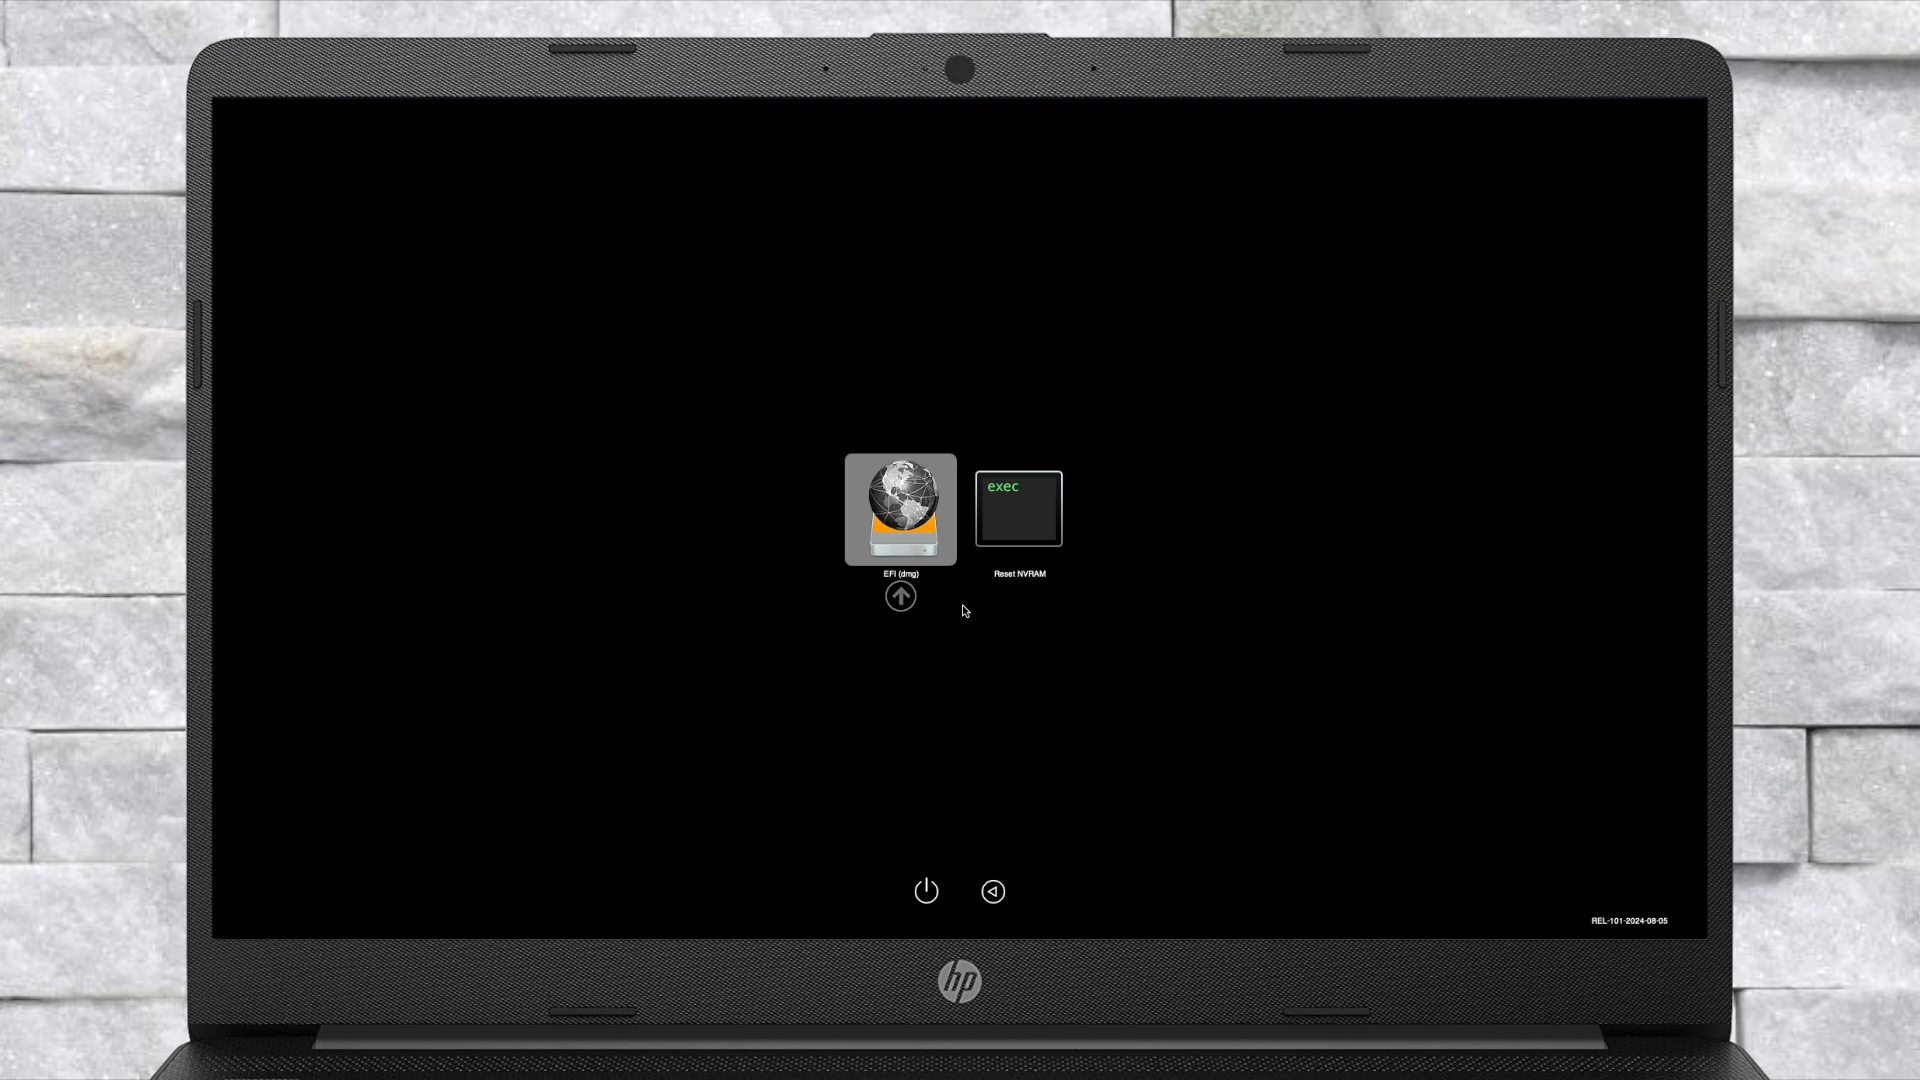 exec
EFI (dmg)
Reset NVRAM
REL-101-2024-08-05
hp